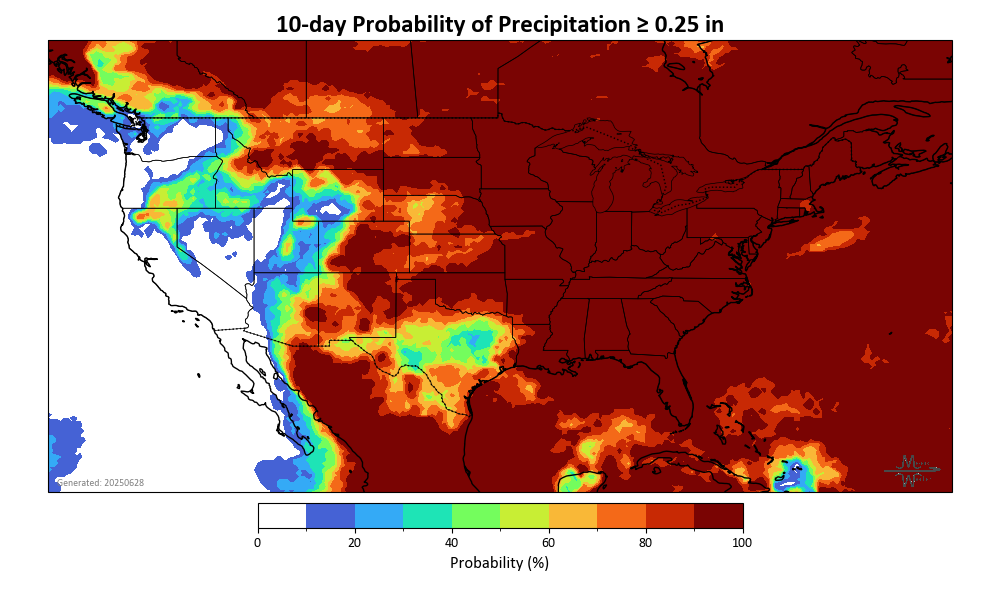 10-day Probability of Precipitation ≥ 0.25 in
Generated: 20250628
0 20 40 60 80 100
Probability (%)